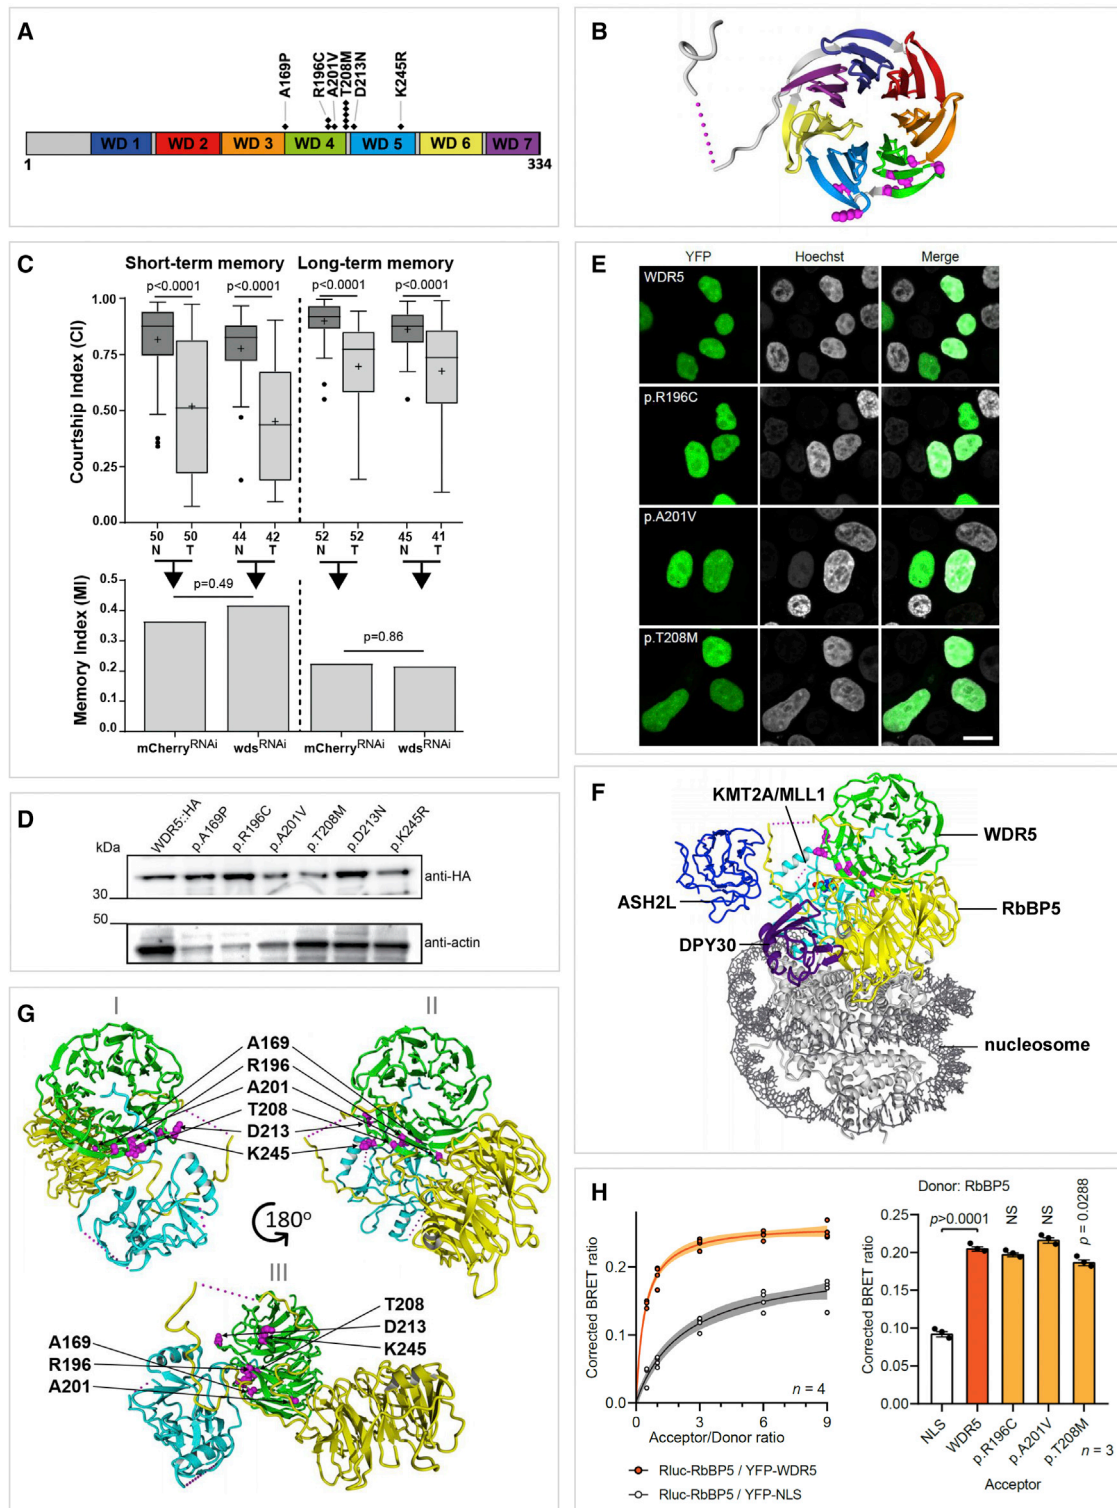 A
A169P
R196C
A201V
T208M
D213N
K245R
WD 1 WD 2 WD 3 WD 4 WD 5 WD 6 WD 7
1 334
B
C
Short-term memory Long-term memory
p<0.0001 p<0.0001 p<0.0001 p<0.0001
Courtship Index (CI)
1.00
0.75
0.50
0.25
0.00
50 50 44 42 52 52 45 41
N T N T N T N T
Memory Index (MI)
0.5
0.4
0.3
0.2
0.1
0.0
p=0.49
p=0.86
mCherryRNAi wdsRNAi mCherryRNAi wdsRNAi
D
WDR5::HA
p.A169P
p.R196C
p.A201V
p.T208M
p.D213N
p.K245R
kDa
30
anti-HA
50
anti-actin
E
YFP Hoechst Merge
WDR5
p.R196C
p.A201V
p.T208M
F
KMT2A/MLL1
WDR5
ASH2L
RbBP5
DPY30
nucleosome
G
I II
A169
R196
A201
T208
D213
K245
180o
III
T208
D213
K245
A169
R196
A201
H
Corrected BRET ratio
0.2
0.1
0.0
0 3 6 9
n = 4
Acceptor/Donor ratio
Rluc-RbBP5 / YFP-WDR5
Rluc-RbBP5 / YFP-NLS
Donor: RbBP5
p>0.0001
NS
NS
p = 0.0288
Corrected BRET ratio
0.25
0.20
0.15
0.10
0.05
0.00
NLS
WDR5
p.R196C
p.A201V
p.T208M
n = 3
Acceptor